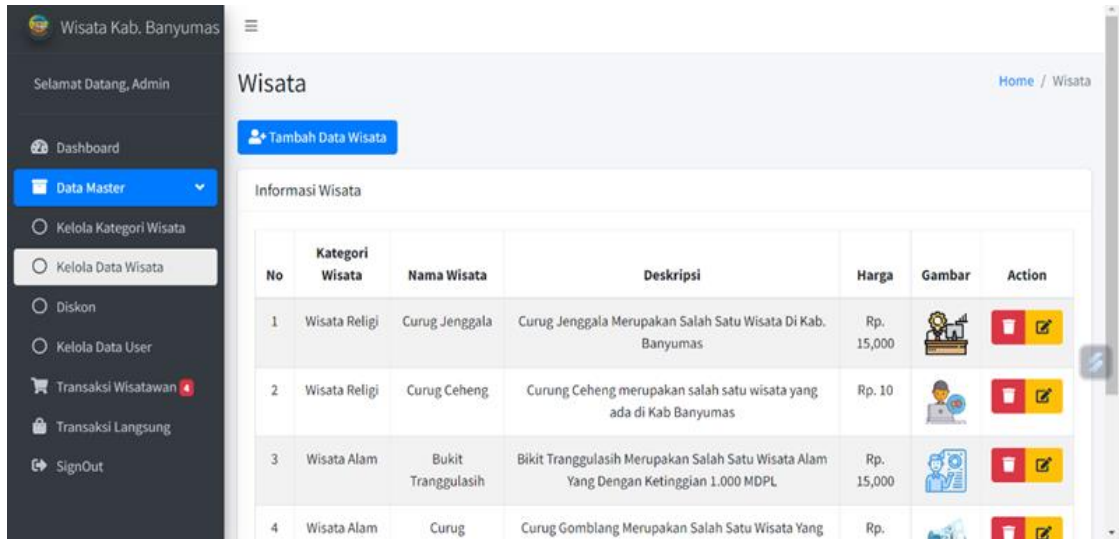 Wisata Kab. Banyumas
Selamat Datang, Admin
Dashboard
Data Master
Kelola Kategori Wisata
Kelola Data Wisata
Diskon
Kelola Data User
Transaksi Wisatawan 4
Transaksi Langsung
SignOut
Wisata
Home / Wisata
Tambah Data Wisata
Informasi Wisata
No
Kategori
Wisata
Nama Wisata
Deskripsi
Harga
Gambar
Action
1
Wisata Religi
Curug Jenggala
Curug Jenggala Merupakan Salah Satu Wisata Di Kab.
Banyumas
Rp.
15,000
2
Wisata Religi
Curug Ceheng
Curung Ceheng merupakan salah satu wisata yang
ada di Kab Banyumas
Rp. 10
3
Wisata Alam
Bukit
Tranggulasih
Bikit Tranggulasih Merupakan Salah Satu Wisata Alam
Yang Dengan Ketinggian 1.000 MDPL
Rp.
15,000
4
Wisata Alam
Curug
Curug Gomblang Merupakan Salah Satu Wisata Yang
Rp.